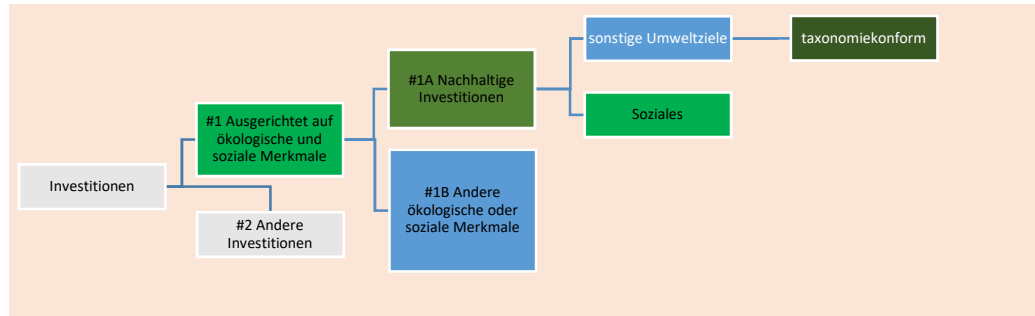 Investitionen
#1 Ausgerichtet auf
ökologische und
soziale Merkmale
#2 Andere
Investitionen
#1A Nachhaltige
Investitionen
#1B Andere
ökologische oder
soziale Merkmale
sonstige Umweltziele
Soziales
taxonomiekonform